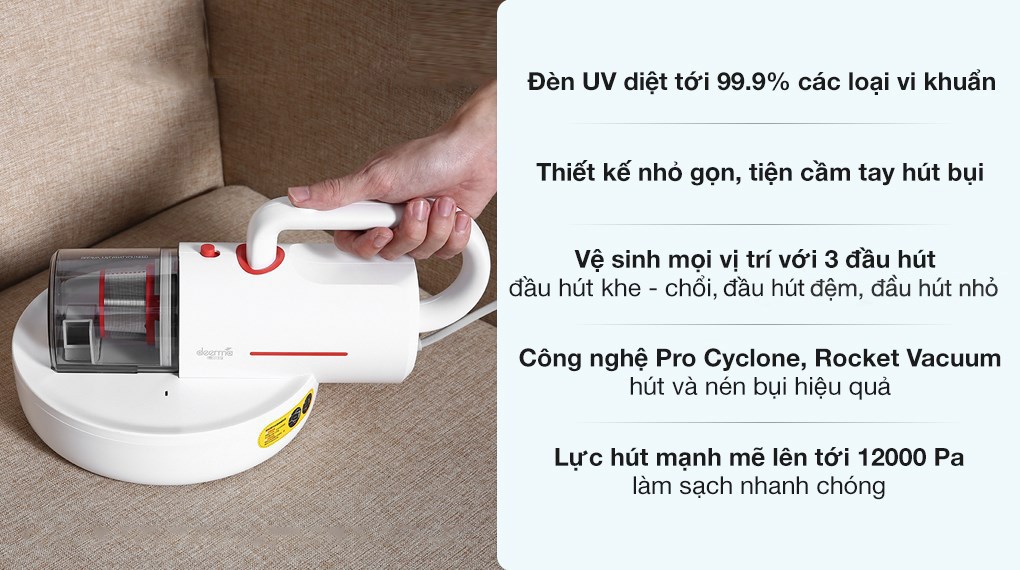 deerma
Đèn UV diệt tới 99.9% các loại vi khuẩn
Thiết kế nhỏ gọn, tiện cầm tay hút bụi
Vệ sinh mọi vị trí với 3 đầu hút
đầu hút khe - chổi, đầu hút đệm, đầu hút nhỏ
Công nghệ Pro Cyclone, Rocket Vacuum
hút và nén bụi hiệu quả
Lực hút mạnh mẽ lên tới 12000 Pa
làm sạch nhanh chóng